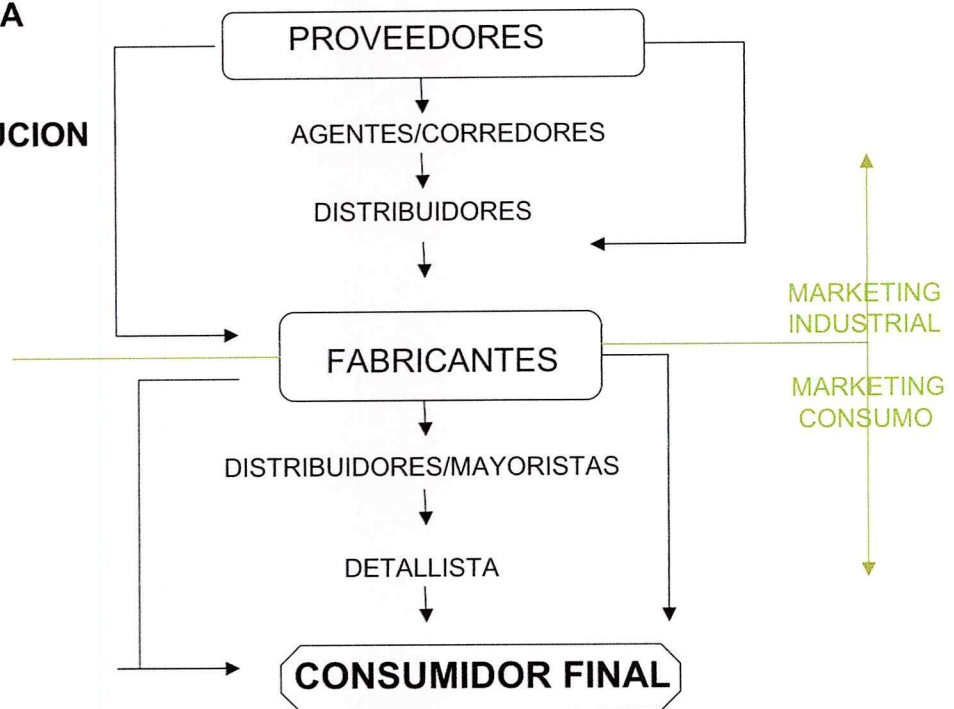 A
PROVEEDORES
UCION
AGENTES/CORREDORES
DISTRIBUIDORES
MARKETING
INDUSTRIAL
FABRICANTES
MARKETING
CONSUMO
DISTRIBUIDORES/MAYORISTAS
DETALLISTA
CONSUMIDOR FINAL